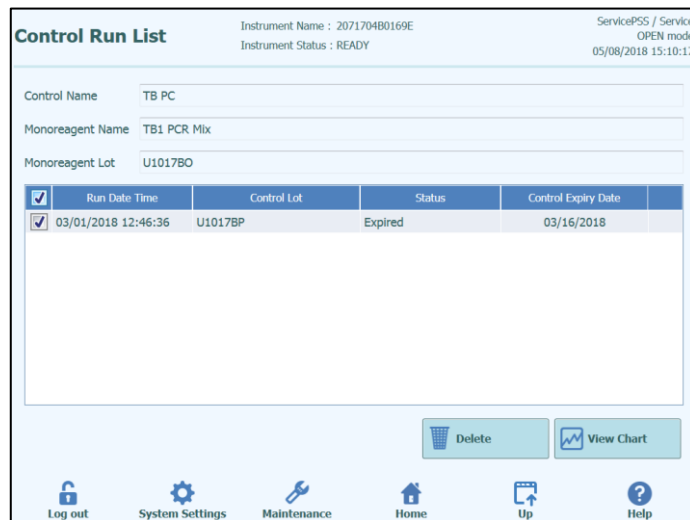 Control Run List
Instrument Name : 2071704B0169E
Instrument Status : READY
ServicePSS / Service
OPEN mode
05/08/2018 15:10:17
Control Name TB PC
Monoreagent Name TB1 PCR Mix
Monoreagent Lot U1017BO
Run Date Time Control Lot Status Control Expiry Date
03/01/2018 12:46:36 U1017BP Expired 03/16/2018
Delete View Chart
Log out System Settings Maintenance Home Up Help